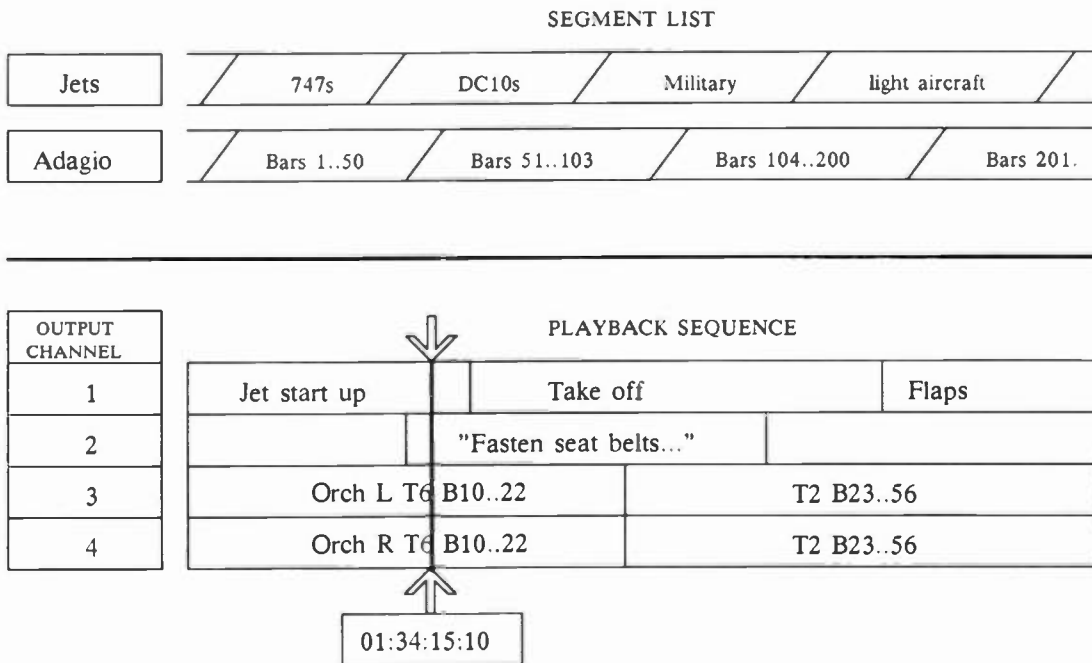 SEGMENT LIST
Jets 747s DC10s Military light aircraft
Adagio Bars 1..50 Bars 51..103 Bars 104..200 Bars 201.
OUTPUT CHANNEL
PLAYBACK SEQUENCE
1 Jet start up Take off Flaps
2 "Fasten seat belts..."
3 Orch L T6 B10..22 T2 B23..56
4 Orch R T6 B10..22 T2 B23..56
01:34:15:10